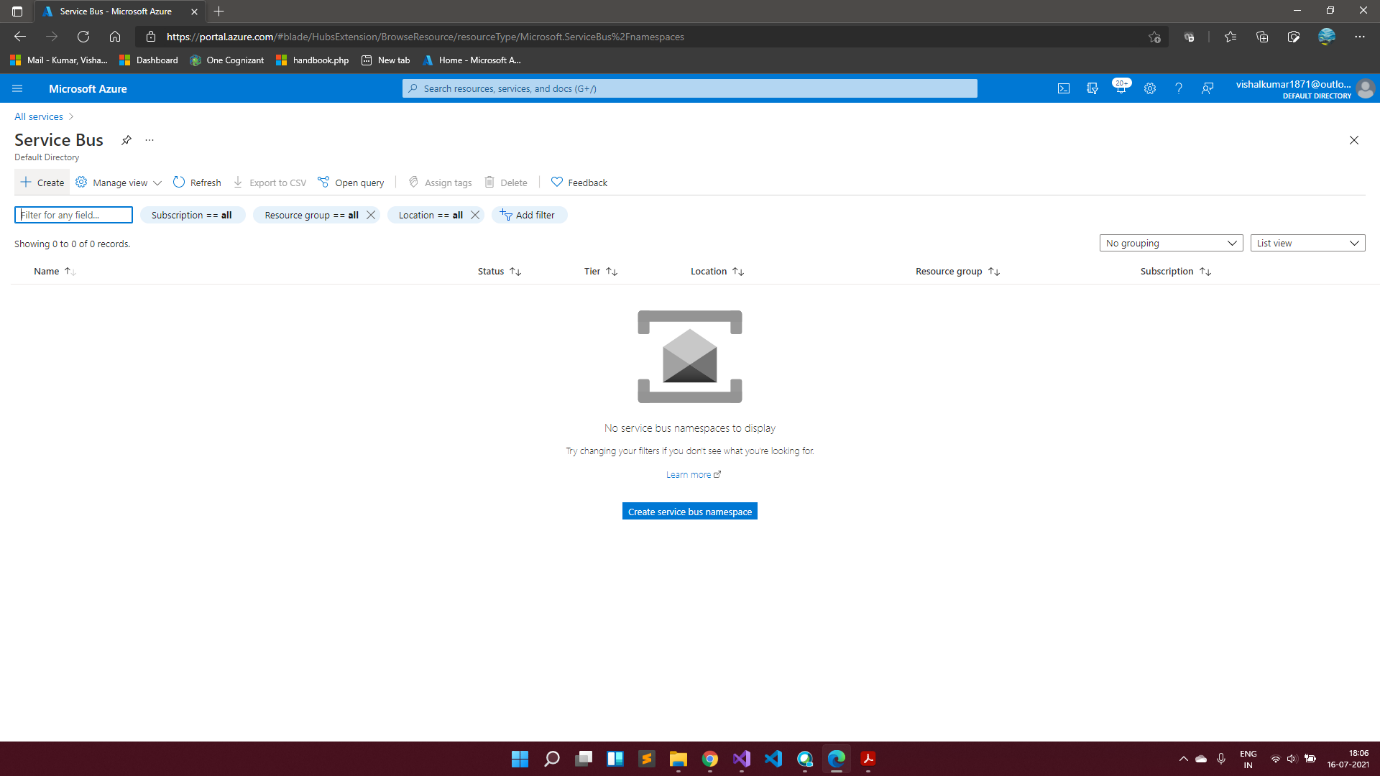 Service Bus - Microsoft Azure
https://portal.azure.com/#blade/HubsExtension/BrowseResource/resourceType/Microsoft.ServiceBus%2Fnamespaces
Mail - Kumar, Visha... Dashboard One Cognizant handbook.php New tab Home - Microsoft A...
Microsoft Azure Search resources, services, and docs (G+/) 20+ vishalkumar1871@outlo...
DEFAULT DIRECTORY
All services >
Service Bus ...
Default Directory
+ Create Manage view Refresh Export to CSV Open query Assign tags Delete Feedback
Filter for any field... Subscription == all Resource group == all Location == all Add filter
Showing 0 to 0 of 0 records. No grouping List view
Name Status Tier Location Resource group Subscription
No service bus namespaces to display
Try changing your filters if you don't see what you're looking for.
Learn more
Create service bus namespace
ENG 18:06
IN 16-07-2021